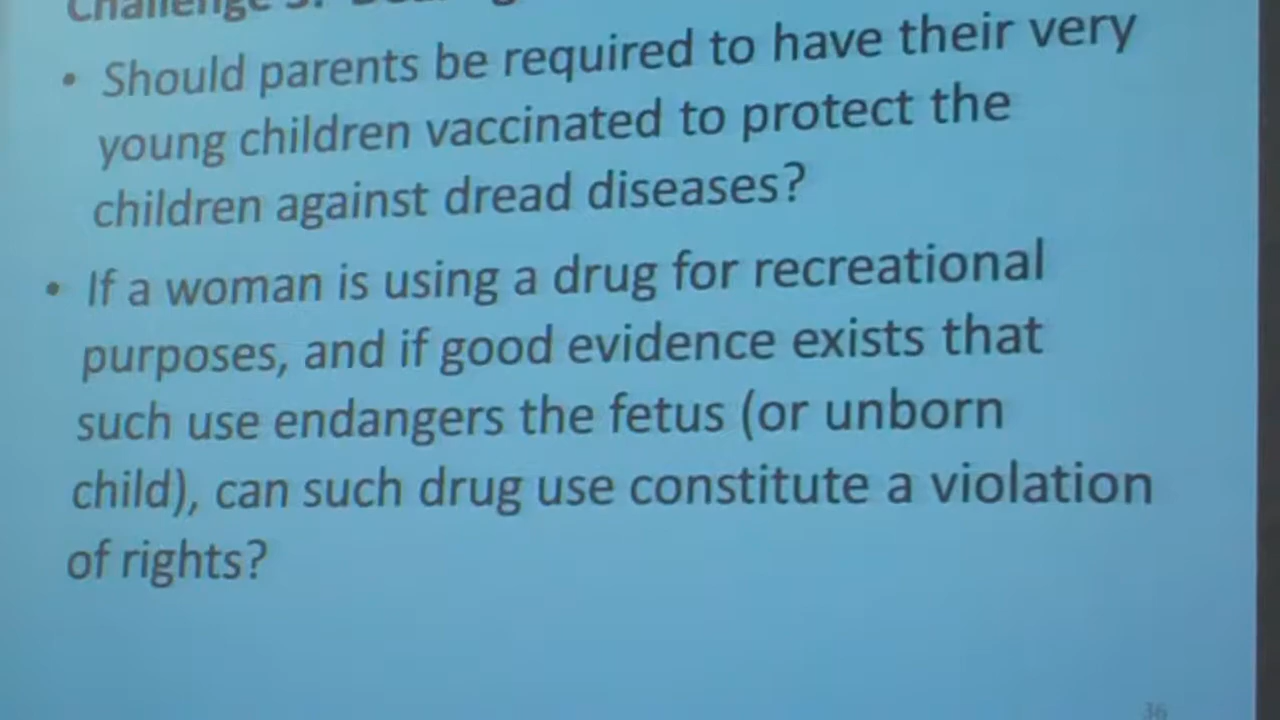 Challenge
• Should parents be required to have their very
young children vaccinated to protect the
children against dread diseases?
• If a woman is using a drug for recreational
purposes, and if good evidence exists that
such use endangers the fetus (or unborn
child), can such drug use constitute a violation
of rights?
36